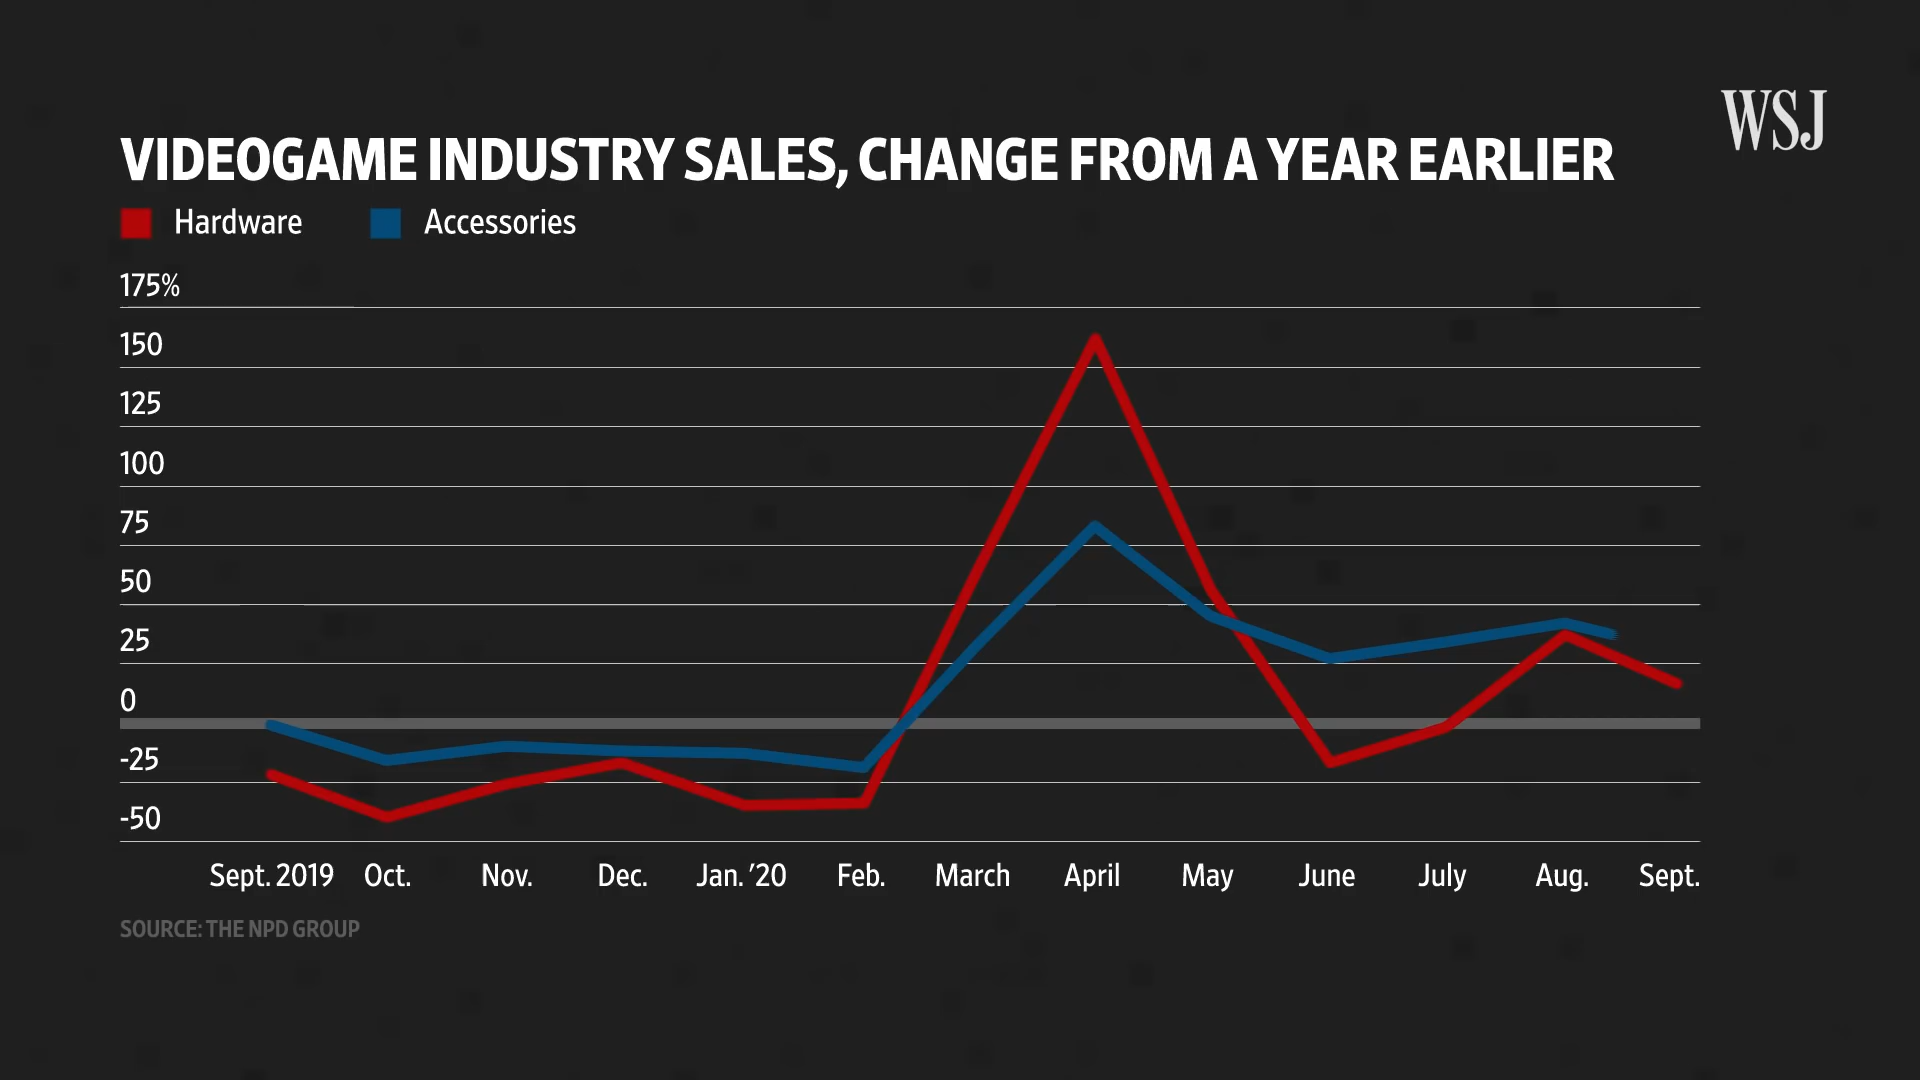 WSJ
VIDEOGAME INDUSTRY SALES, CHANGE FROM A YEAR EARLIER
Hardware Accessories
175%
150
125
100
75
50
25
0
-25
-50
Sept. 2019 Oct. Nov. Dec. Jan. '20 Feb. March April May June July Aug. Sept.
SOURCE: THE NPD GROUP